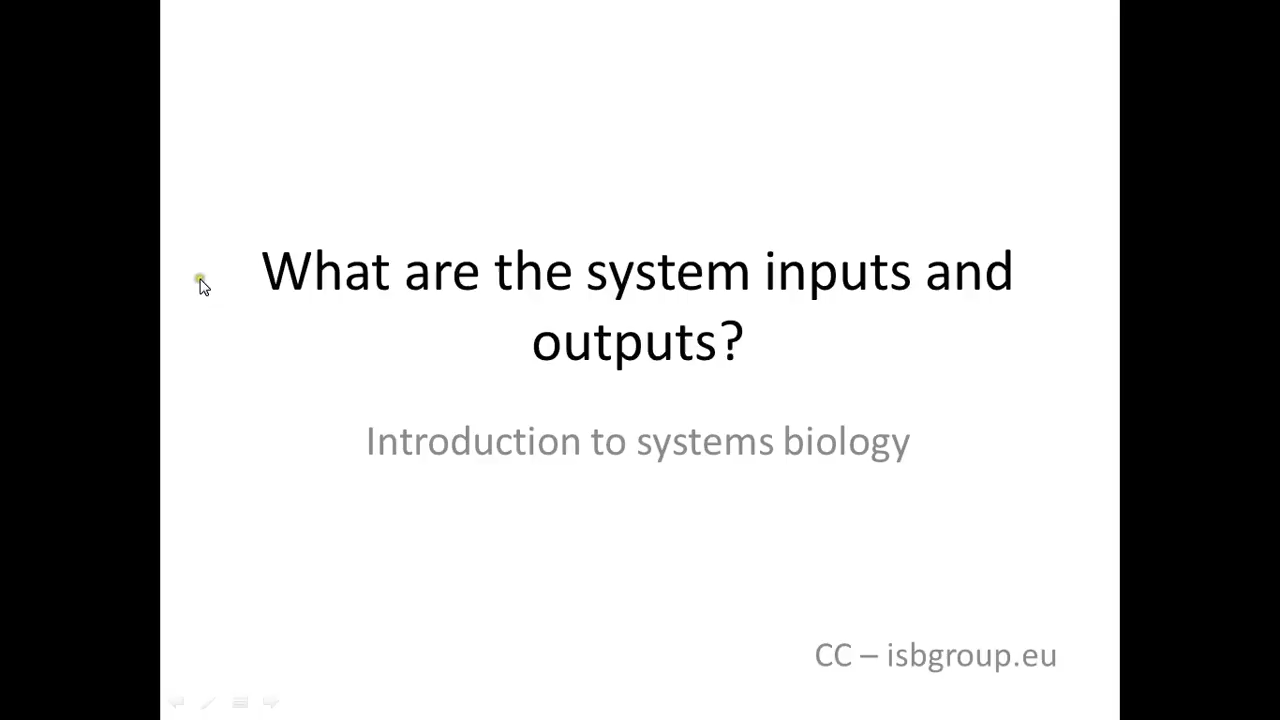 What are the system inputs and
outputs?
Introduction to systems biology
CC – isbgroup.eu